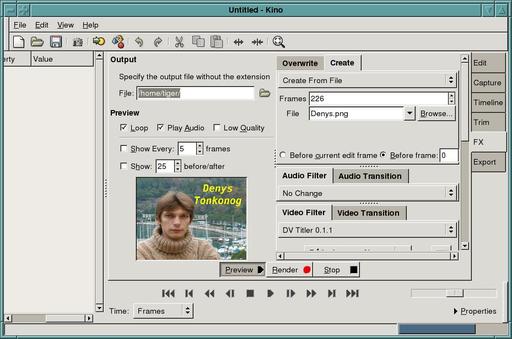 Untitled - Kino
File Edit View Help
erty Value
Output
Specify the output file without the extension
File: /home/tiger/
Preview
Loop Play Audio Low Quality
Show Every: 5 frames
Show: 25 before/after
Denys
Tonkonog
Preview Render Stop
Overwrite Create
Create From File
Frames 226
File Denys.png Browse...
Before current edit frame Before frame: 0
Audio Filter Audio Transition
No Change
Video Filter Video Transition
DV Titler 0.1.1
Edit
Capture
Timeline
Trim
FX
Export
Time: Frames
Properties